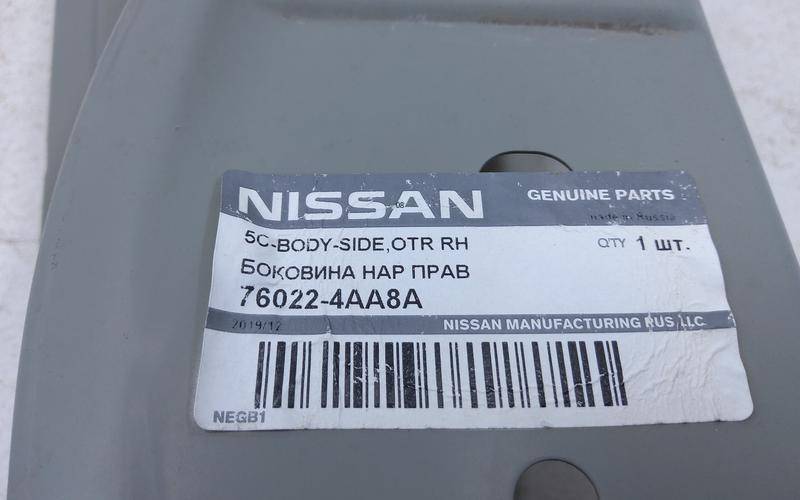 NISSAN GENUINE PARTS
08
made in Russia
5C-BODY-SIDE,OTR RH QTY 1 шт.
БОКОВИНА НАР ПРАВ
76022-4AA8A
2019/12 NISSAN MANUFACTURING RUS LLC
NEGB1